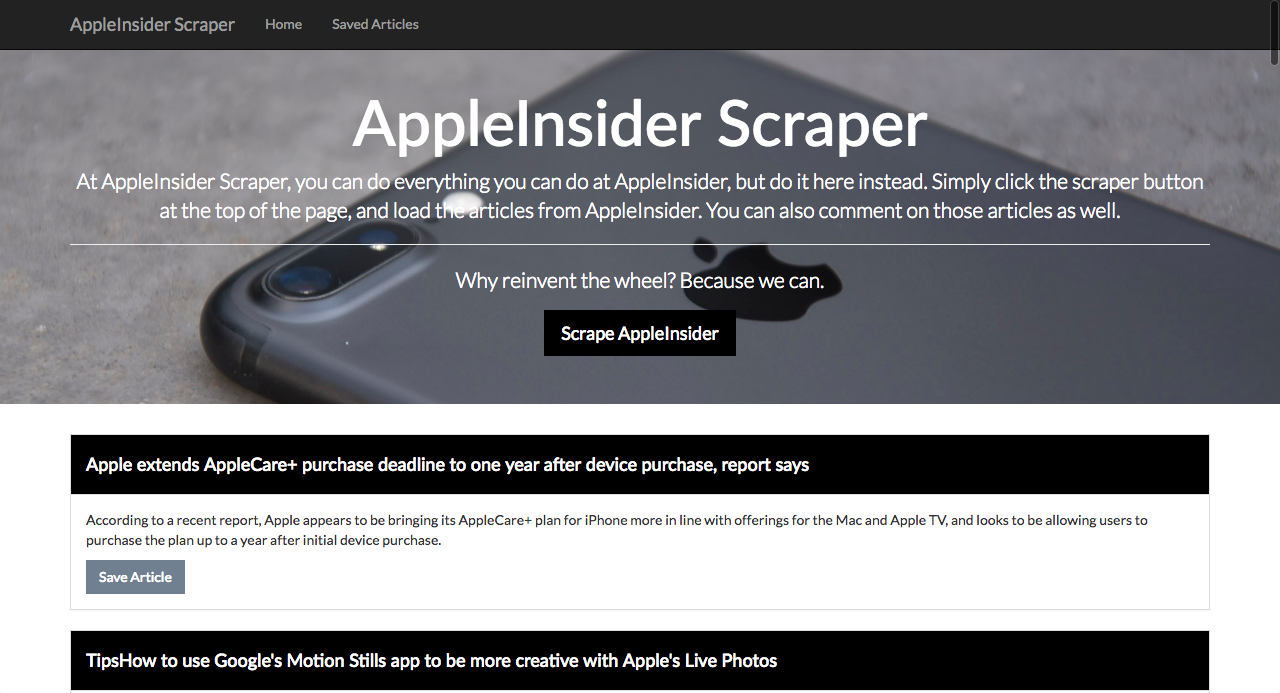 AppleInsider Scraper Home Saved Articles
AppleInsider Scraper
At AppleInsider Scraper, you can do everything you can do at AppleInsider, but do it here instead. Simply click the scraper button
at the top of the page, and load the articles from AppleInsider. You can also comment on those articles as well.
Why reinvent the wheel? Because we can.
Scrape AppleInsider
Apple extends AppleCare+ purchase deadline to one year after device purchase, report says
According to a recent report, Apple appears to be bringing its AppleCare+ plan for iPhone more in line with offerings for the Mac and Apple TV, and looks to be allowing users to
purchase the plan up to a year after initial device purchase.
Save Article
TipsHow to use Google's Motion Stills app to be more creative with Apple's Live Photos